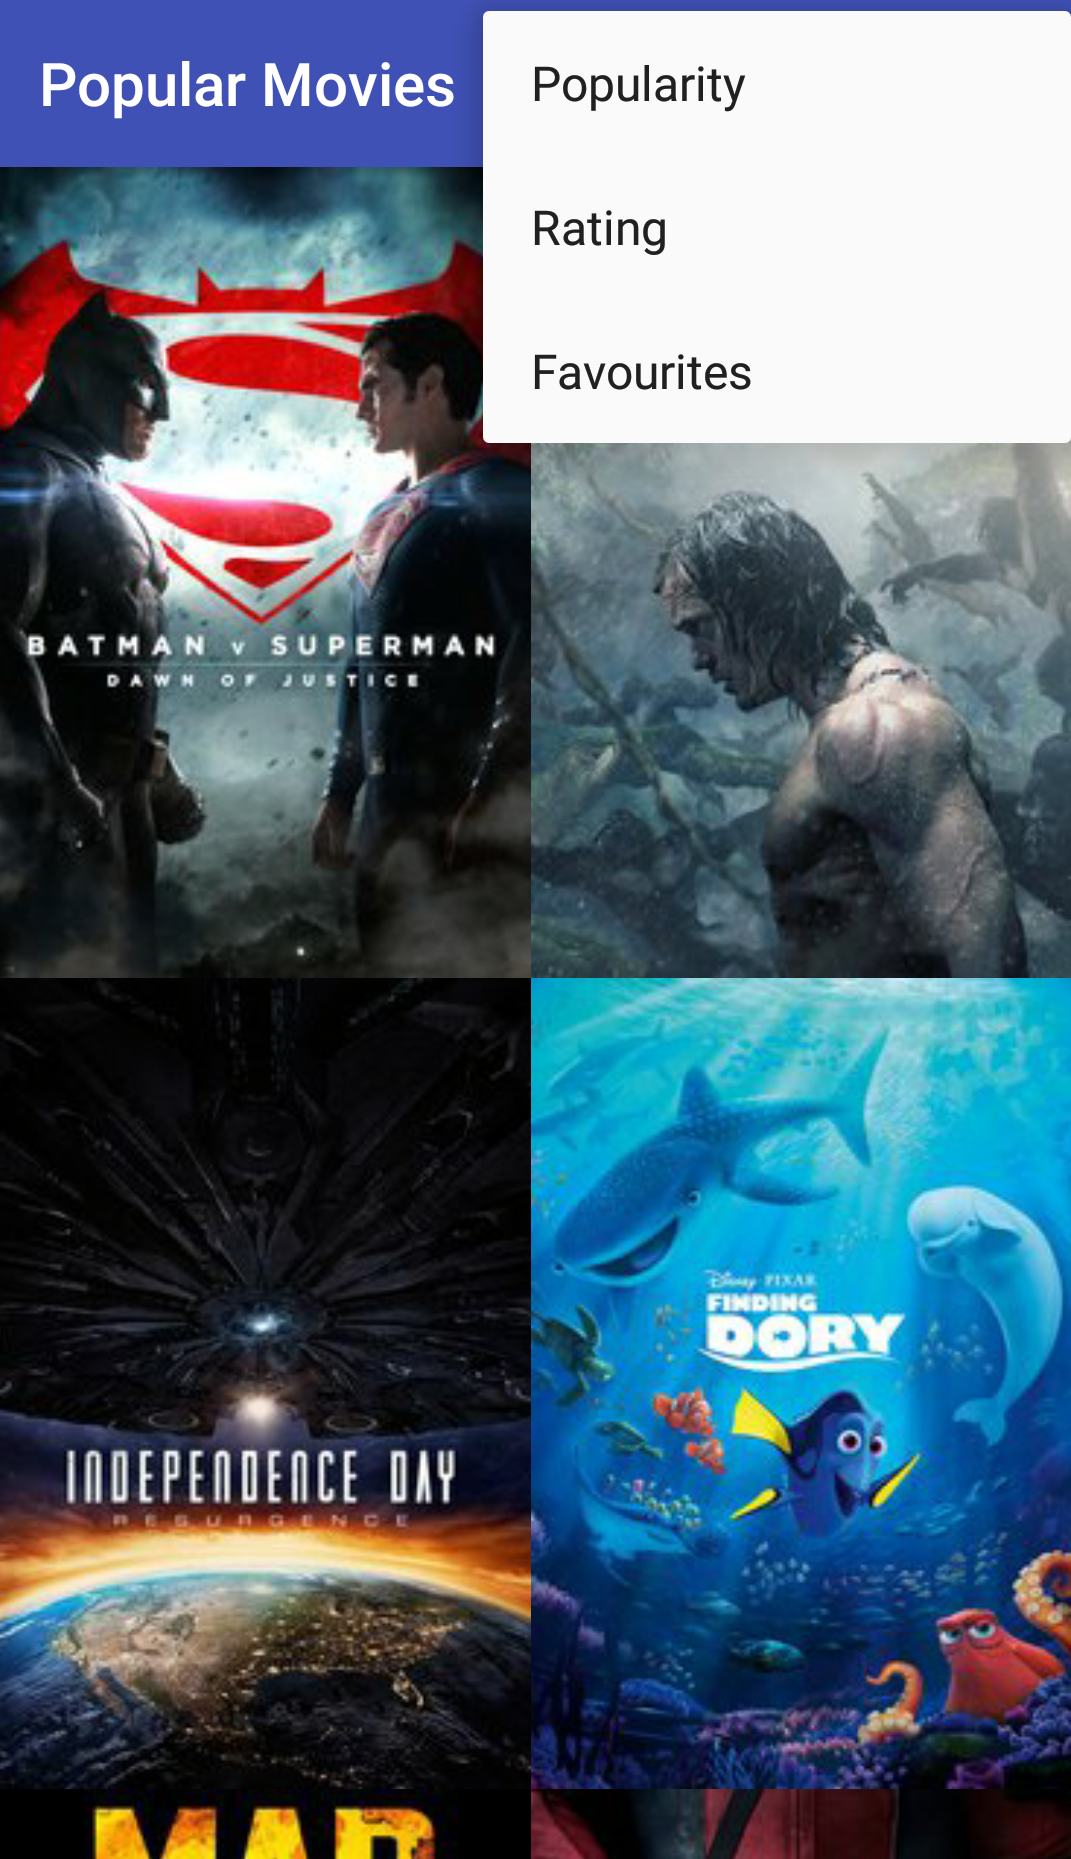 Popular Movies
Popularity
Rating
Favourites
BATMAN v SUPERMAN
DAWN OF JUSTICE
Disney PIXAR
FINDING
DORY
INDEPENDENCE DAY
RESURGENCE